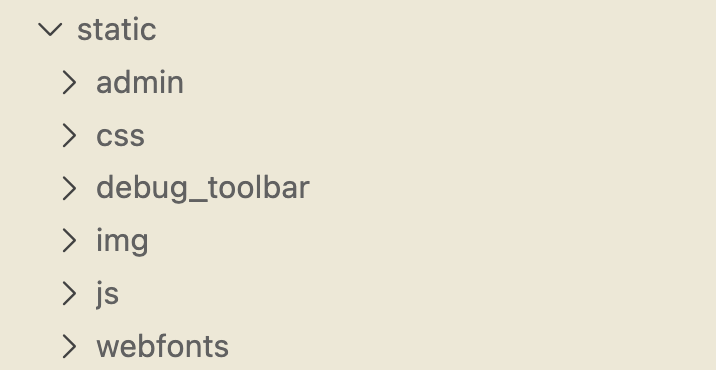 static
admin
css
debug_toolbar
img
js
webfonts